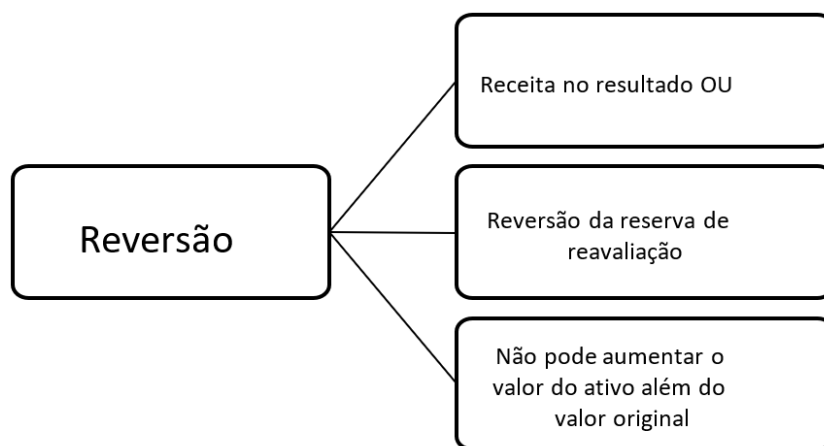 Receita no resultado OU
Reversão
Reversão da reserva de
reavaliação
Não pode aumentar o
valor do ativo além do
valor original